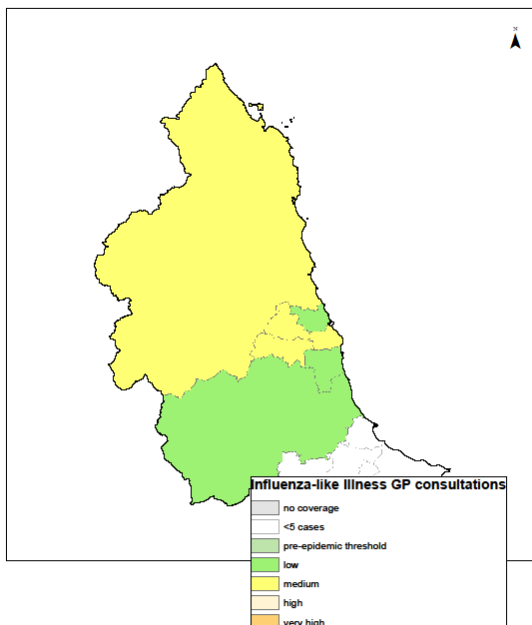 N
Influenza-like Illness GP consultations
no coverage
<5 cases
pre-epidemic threshold
low
medium
high
very high